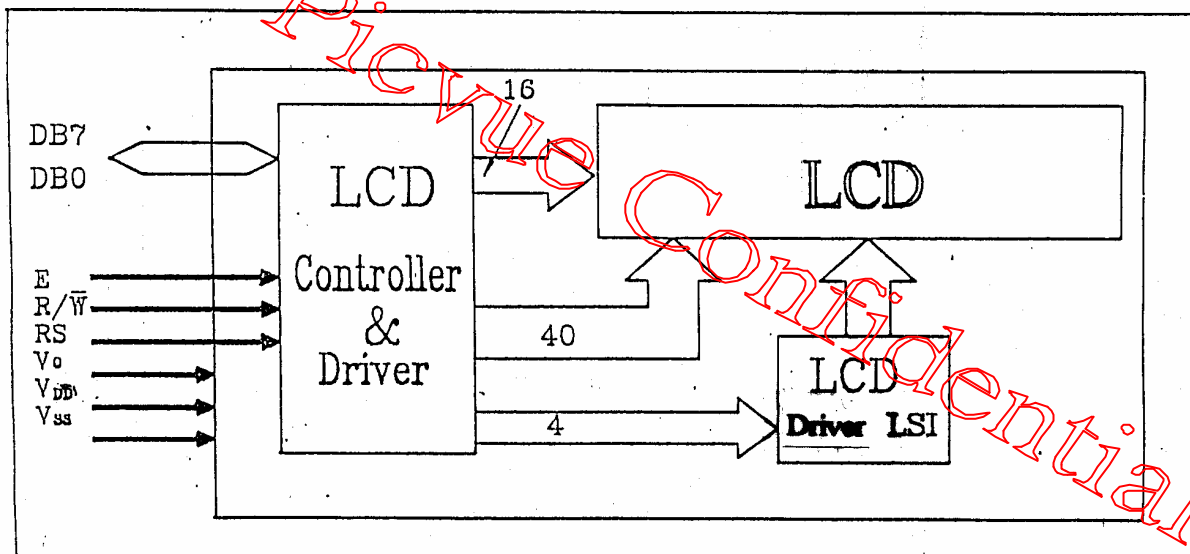 Picvue Confidential
16
DB7
DB0
LCD
Controller
&
Driver
LCD
E
R/W̅
RS
Vo
VDD
Vss
40
4
LCD
Driver LSI